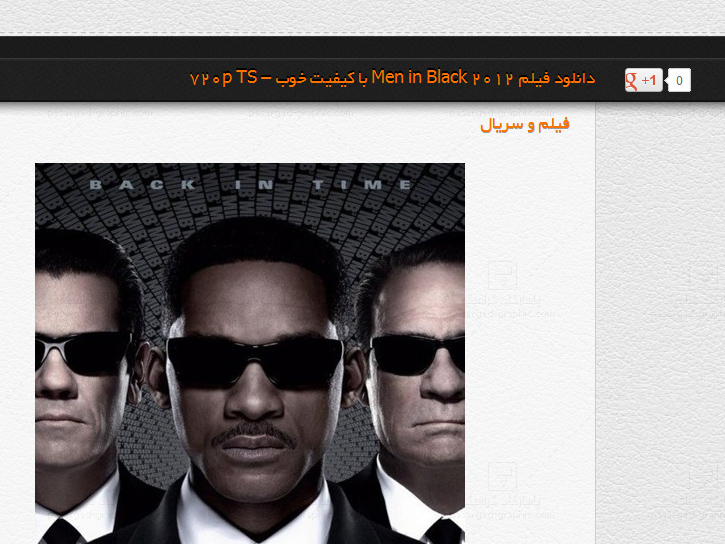 دانلود فیلم Men in Black ۲۰۱۲ با کیفیت خوب – ۷۲۰p TS
g +1
0
فیلم و سریال
BACK IN TIME